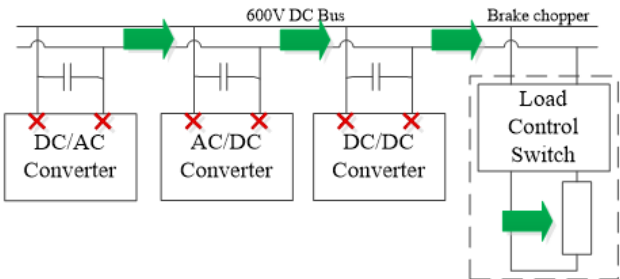 600V DC Bus
Brake chopper
DC/AC
Converter
AC/DC
Converter
DC/DC
Converter
Load
Control
Switch